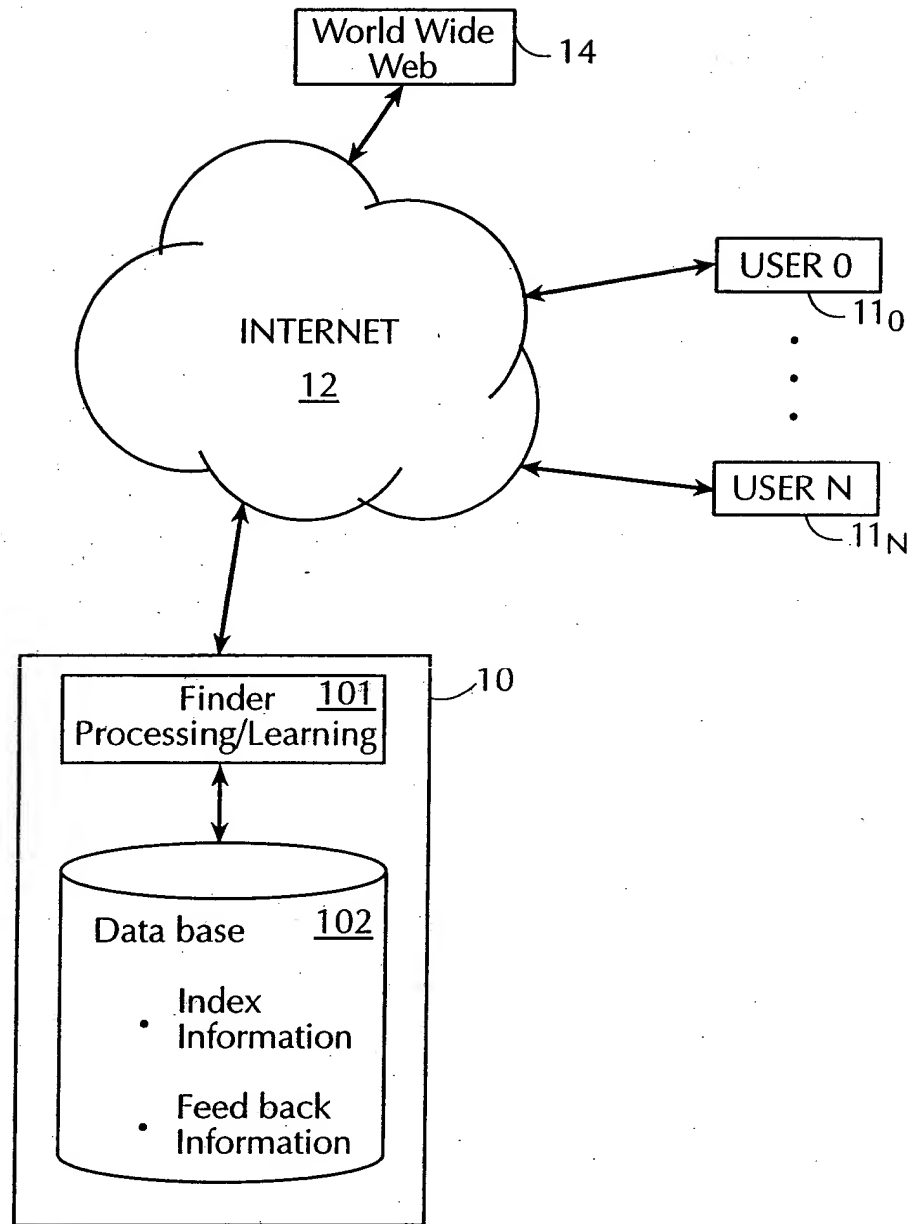 World Wide
Web
14
USER 0
11₀
INTERNET
12
USER N
11_N
10
Finder 101
Processing/Learning
Data base 102
• Index
Information
• Feed back
Information